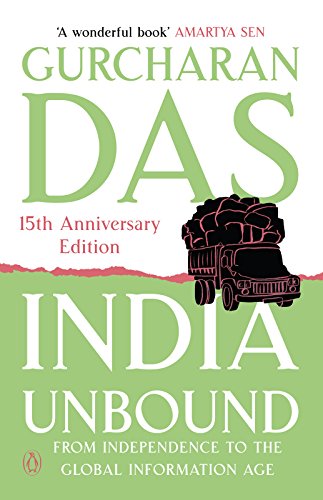 ‘A wonderful book’ AMARTYA SEN
GURCHARAN
DAS
15th Anniversary
Edition
INDIA
UNBOUND
FROM INDEPENDENCE TO THE
GLOBAL INFORMATION AGE